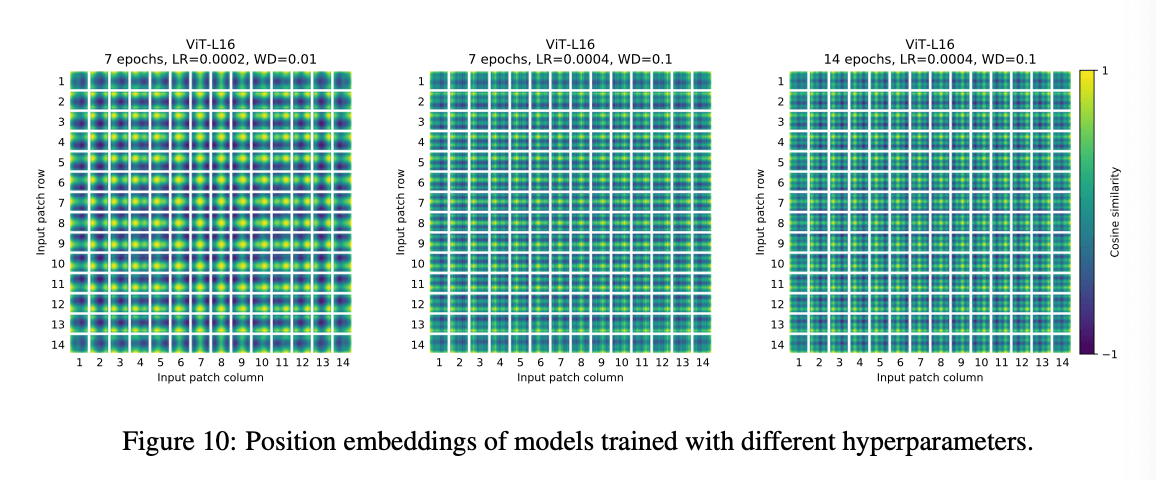 ViT-L16
7 epochs, LR=0.0002, WD=0.01
1
2
3
4
5
6
7
8
9
10
11
12
13
14
Input patch row
1 2 3 4 5 6 7 8 9 10 11 12 13 14
Input patch column
ViT-L16
7 epochs, LR=0.0004, WD=0.1
1
2
3
4
5
6
7
8
9
10
11
12
13
14
Input patch row
1 2 3 4 5 6 7 8 9 10 11 12 13 14
Input patch column
ViT-L16
14 epochs, LR=0.0004, WD=0.1
1
2
3
4
5
6
7
8
9
10
11
12
13
14
Input patch row
1 2 3 4 5 6 7 8 9 10 11 12 13 14
Input patch column
1
Cosine similarity
−1
Figure 10: Position embeddings of models trained with different hyperparameters.